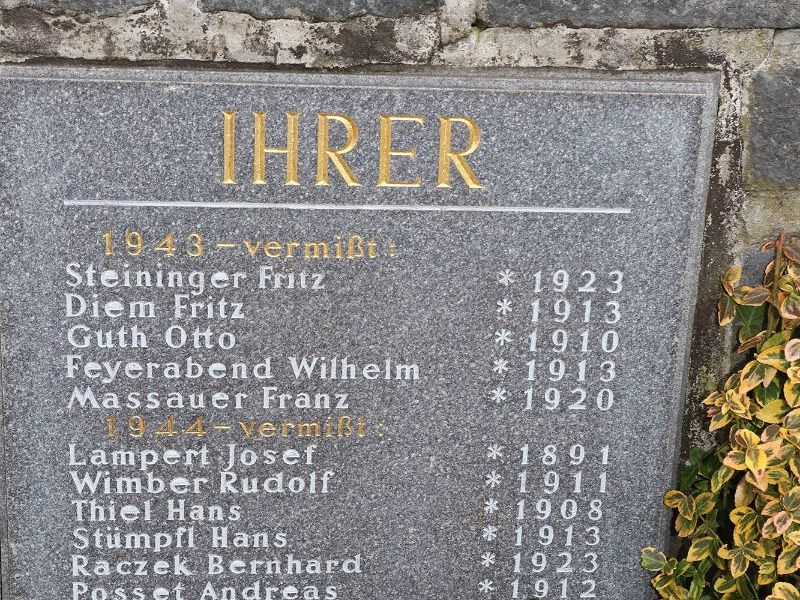 IHRER
1943 - vermißt:
Steininger Fritz * 1923
Diem Fritz * 1913
Guth Otto * 1910
Feyerabend Wilhelm * 1913
Massauer Franz * 1920
1944 - vermißt:
Lampert Josef * 1891
Wimber Rudolf * 1911
Thiel Hans * 1908
Stümpfl Hans * 1913
Raczek Bernhard * 1923
Posset Andreas * 1912